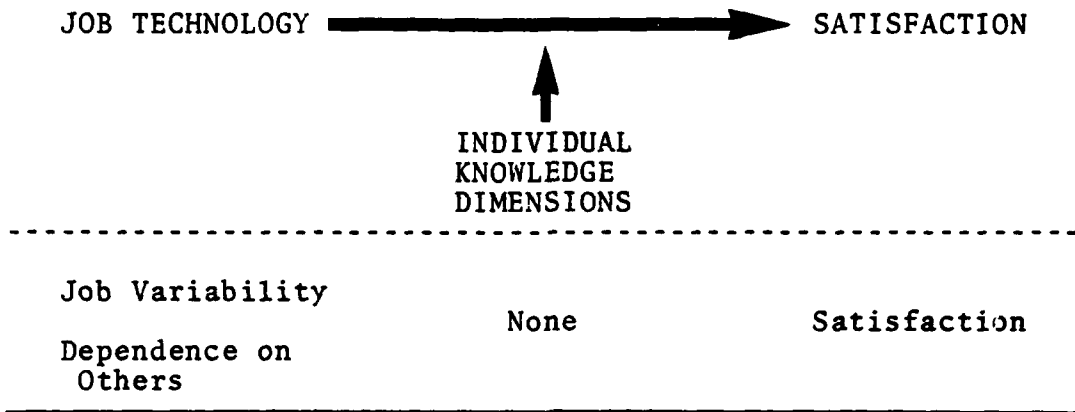 JOB TECHNOLOGY SATISFACTION
INDIVIDUAL
KNOWLEDGE
DIMENSIONS
Job Variability
None Satisfaction
Dependence on
Others